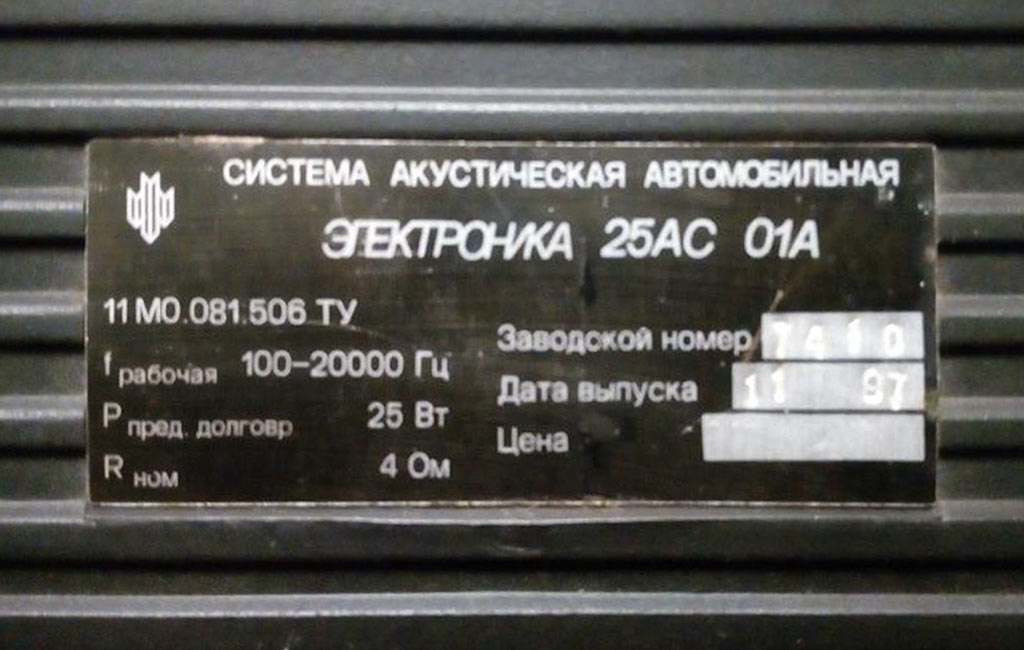 СИСТЕМА АКУСТИЧЕСКАЯ АВТОМОБИЛЬНАЯ
ЭЛЕКТРОНИКА 25АС 01А
11 М0.081.506 ТУ
f рабочая 100-20000 Гц
P пред. долговр 25 Вт
R ном 4 Ом
Заводской номер 7410
Дата выпуска 11 97
Цена